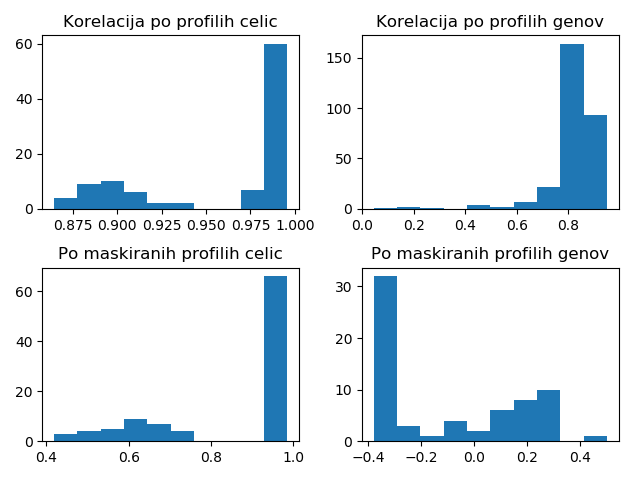 Korelacija po profilih celic
60
40
20
0
0.875 0.900 0.925 0.950 0.975 1.000
Korelacija po profilih genov
150
100
50
0
0.0 0.2 0.4 0.6 0.8
Po maskiranih profilih celic
60
40
20
0
0.4 0.6 0.8 1.0
Po maskiranih profilih genov
30
20
10
0
−0.4 −0.2 0.0 0.2 0.4